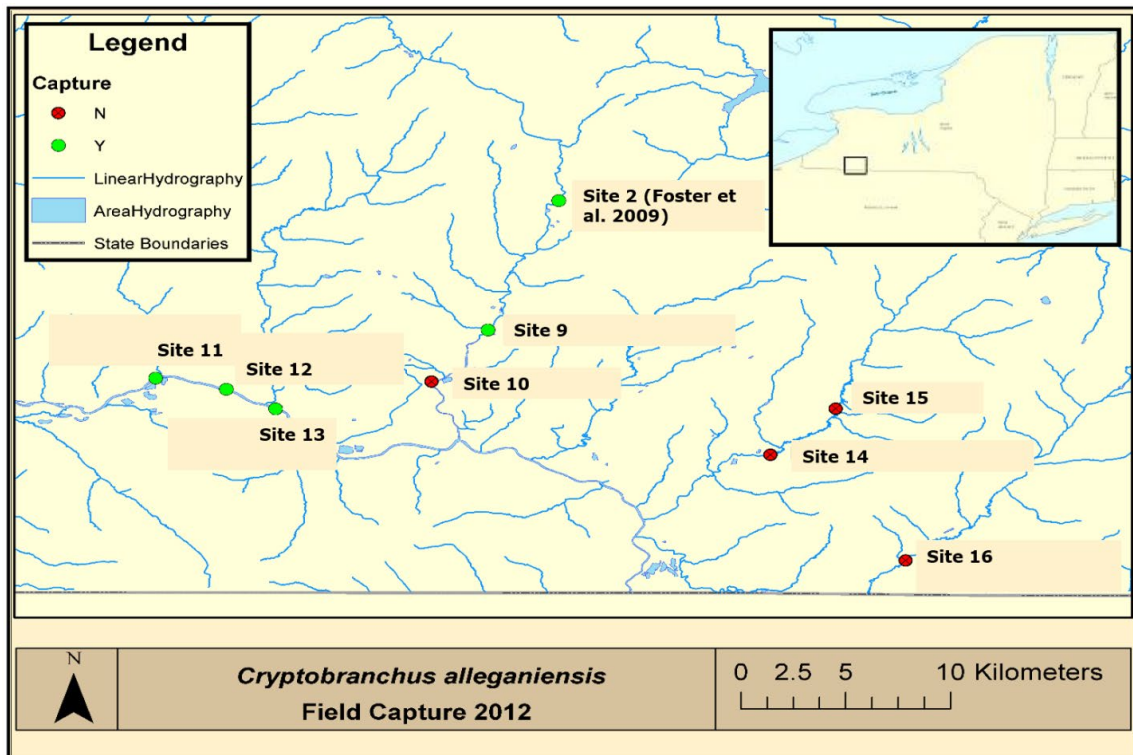 Legend
Capture
N
Y
LinearHydrography
AreaHydrography
State Boundaries
Site 2 (Foster et
al. 2009)
Site 9
Site 11
Site 12
Site 10
Site 13
Site 15
Site 14
Site 16
N
Cryptobranchus alleganiensis
Field Capture 2012
0 2.5 5 10 Kilometers